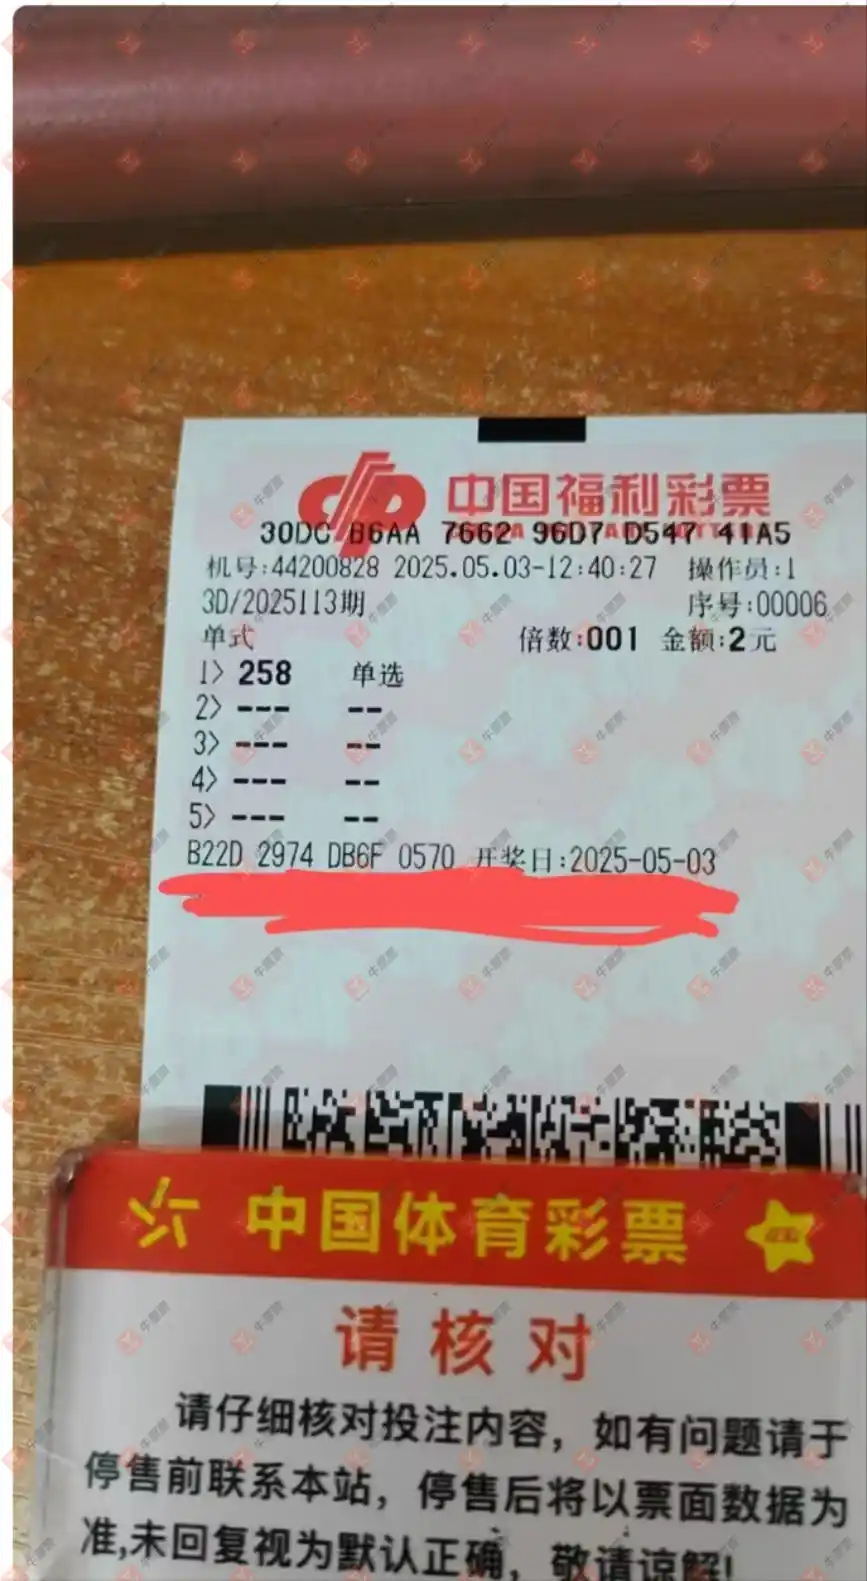 中国福利彩票
30DC B6AA 7662 96D7 D547 41A5
机号:44200828 2025.05.03-12:40:27 操作员:1
3D/2025113期 序号:00006
单式 倍数:001 金额:2元
1> 258 单选
2> --- --
3> --- --
4> --- --
5> --- --
B22D 2974 DB6F 0570 开奖日:2025-05-03
中国体育彩票
请核对
请仔细核对投注内容，如有问题请于
停售前联系本站，停售后将以票面数据为
准,未回复视为默认正确，敬请谅解!